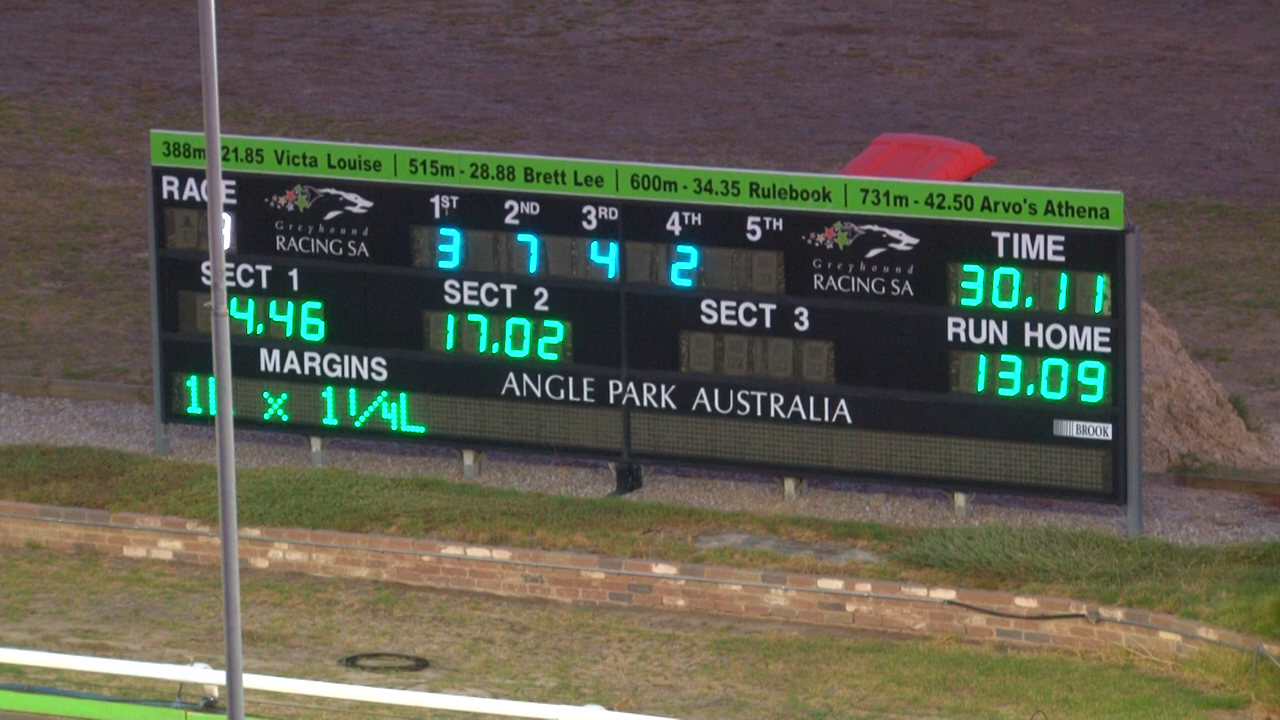 388m 21.85 Victa Louise | 515m - 28.88 Brett Lee | 600m - 34.35 Rulebook | 731m - 42.50 Arvo's Athena
RACE
Greyhound
RACING SA
1ST 2ND 3RD 4TH 5TH
3 7 4 2
Greyhound
RACING SA
TIME
30.11
SECT 1
4.46
SECT 2
17.02
SECT 3
RUN HOME
13.09
MARGINS
1L x 1 1/4L
ANGLE PARK AUSTRALIA
BROOK